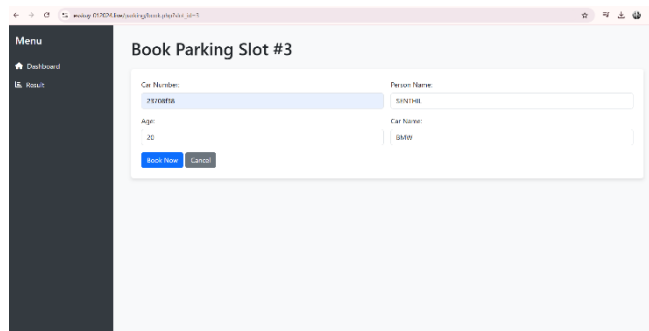 Menu
Dashboard
Result
Book Parking Slot #3
Car Number:
Person Name:
SENTHIL
Age:
Car Name:
20
BMW
Book Now
Cancel